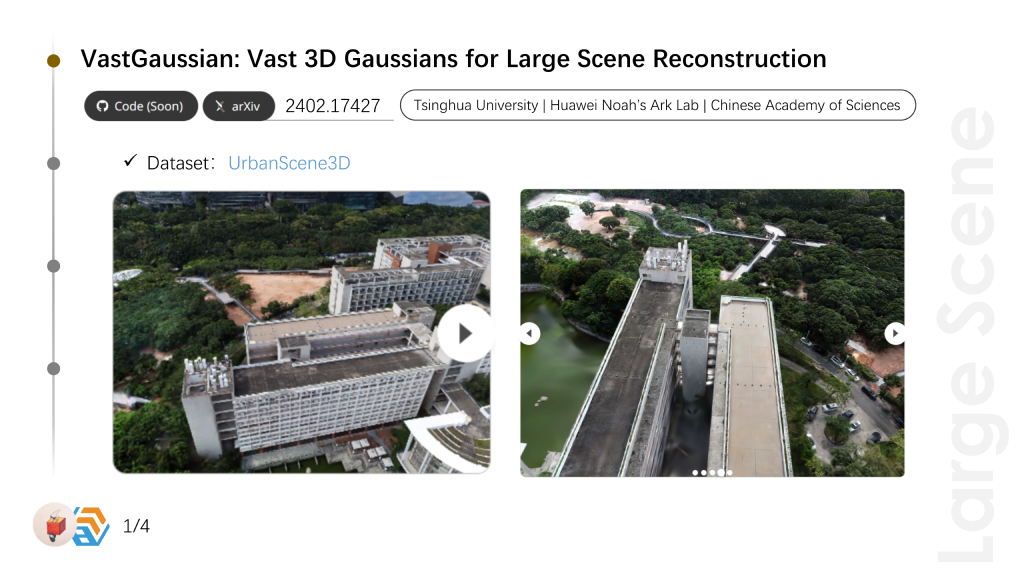 VastGaussian: Vast 3D Gaussians for Large Scene Reconstruction
Code (Soon) arXiv 2402.17427 Tsinghua University | Huawei Noah's Ark Lab | Chinese Academy of Sciences
✓ Dataset： UrbanScene3D
Large Scene
1/4